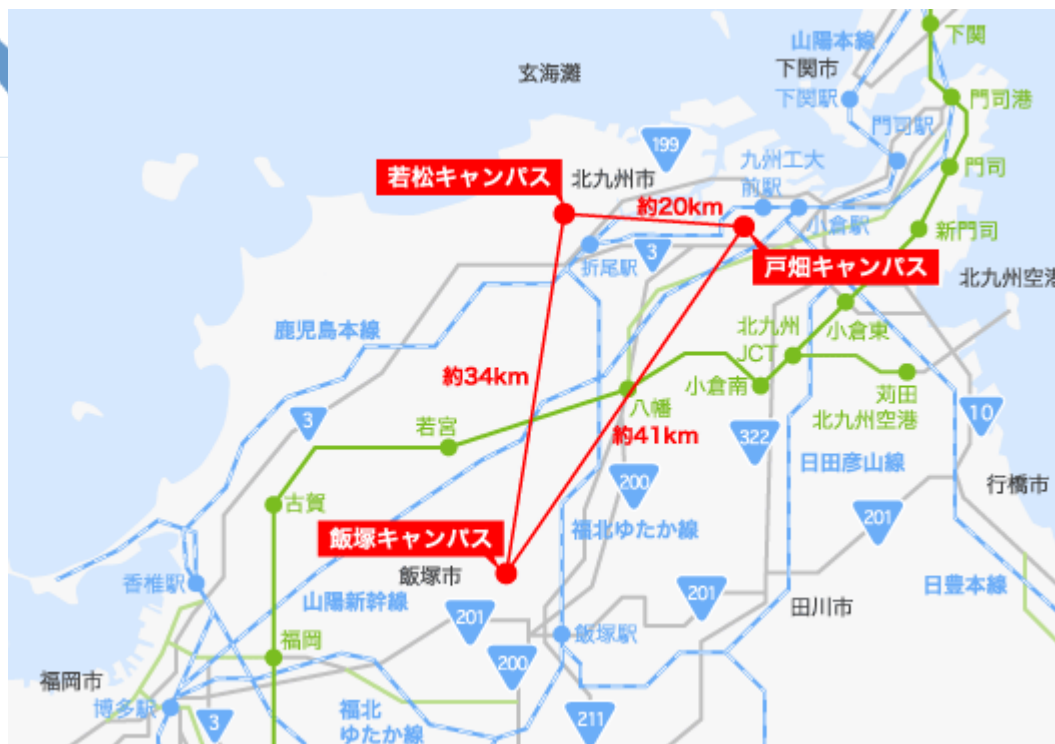 山陽本線
下関
下関市
玄海灘
下関駅
門司港
門司駅
199
九州工大
前駅
門司
若松キャンパス
北九州市
約20km
小倉駅
新門司
折尾駅
3
戸畑キャンパス
北九州空港
鹿児島本線
北九州
JCT
小倉東
約34km
小倉南
苅田
北九州空港
八幡
3
若宮
約41km
322
10
日田彦山線
200
行橋市
古賀
201
飯塚キャンパス
福北ゆたか線
飯塚市
香椎駅
山陽新幹線
201
201
田川市
日豊本線
福岡
飯塚駅
200
福岡市
博多駅
3
福北
ゆたか線
211